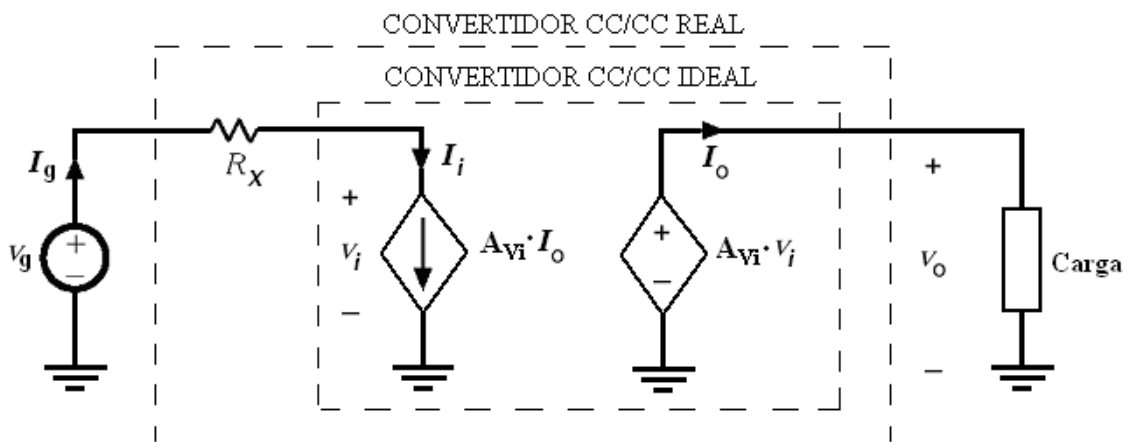 CONVERTIDOR CC/CC REAL
CONVERTIDOR CC/CC IDEAL
I_g
R_x
I_i
I_o
+
+
v_g
+
−
v_i
A_Vi·I_o
+
−
A_Vi·v_i
v_o
Carga
−
−